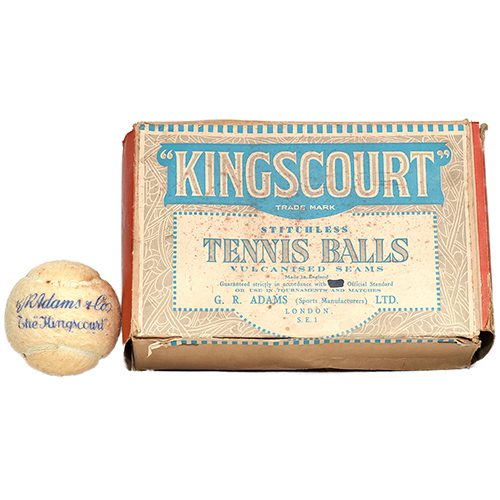 "KINGSCOURT"
TRADE MARK
STITCHLESS
TENNIS BALLS
VULCANISED SEAMS
Made in England
Guaranteed strictly in accordance with Official Standard
OR USE IN TOURNAMENTS AND MATCHES
G. R. ADAMS (Sports Manufacturers) LTD.
LONDON,
S.E.1
R. Adams & Co.
The "Kingscourt"